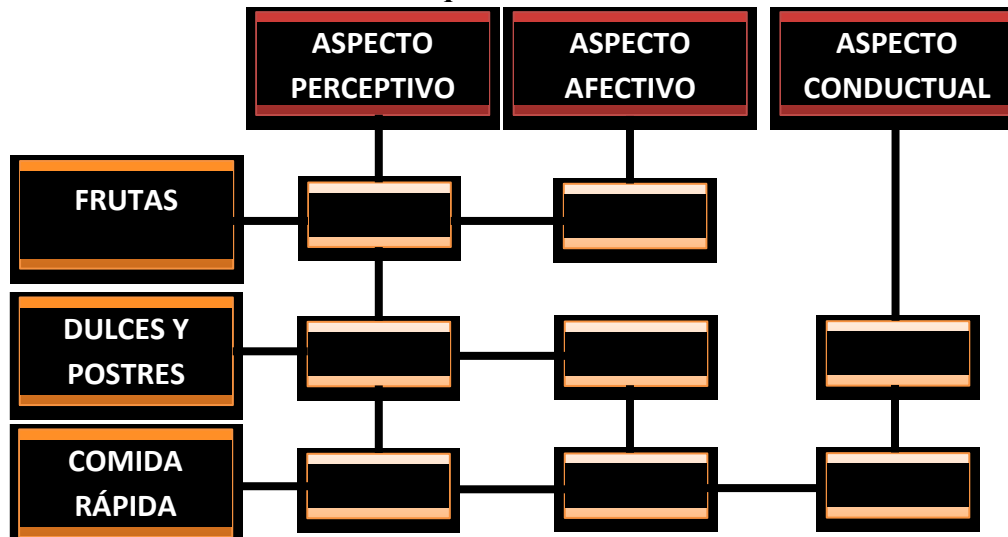 ASPECTO
PERCEPTIVO
ASPECTO
AFECTIVO
ASPECTO
CONDUCTUAL
FRUTAS
DULCES Y
POSTRES
COMIDA
RÁPIDA